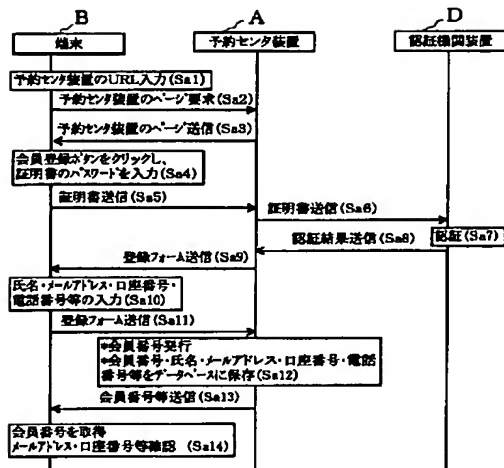 B
A
D
端末
予約センタ装置
認証機関装置
予約センタ装置のURL入力(Sa1)
予約センタ装置のページ要求(Sa2)
予約センタ装置のページ送信(Sa3)
会員登録ボタンをクリックし、
証明書のパスワードを入力(Sa4)
証明書送信(Sa5)
証明書送信(Sa6)
認証(Sa7)
認証結果送信(Sa8)
登録フォーム送信(Sa9)
氏名・メールアドレス・口座番号・
電話番号等の入力(Sa10)
登録フォーム送信(Sa11)
*会員番号発行
*会員番号・氏名・メールアドレス・口座番号・電話
番号等をデータベースに保存(Sa12)
会員番号等送信(Sa13)
会員番号を取得
メールアドレス・口座番号等確認 (Sa14)